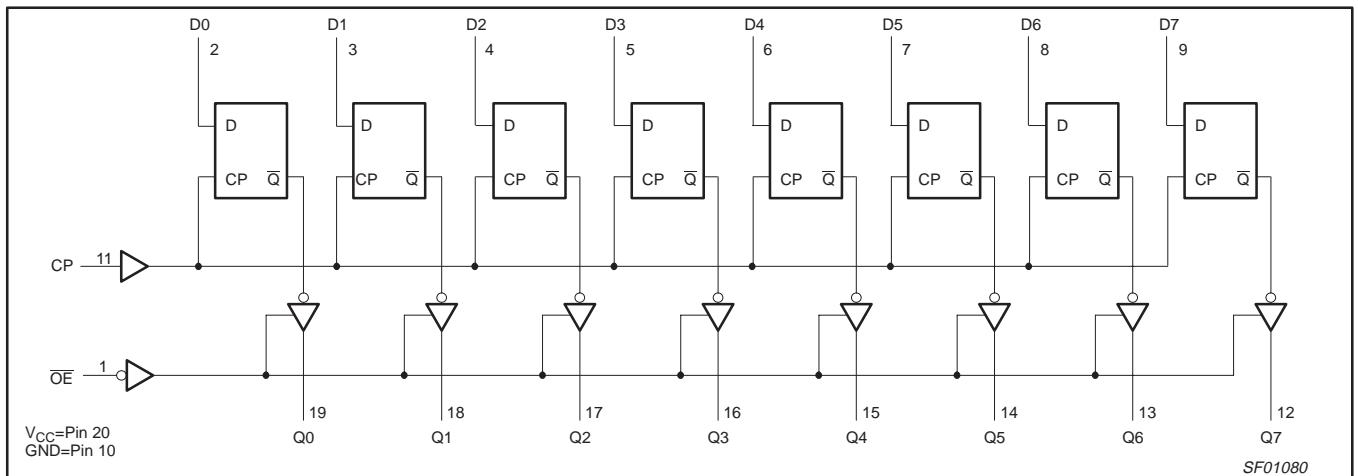 D0 D1 D2 D3 D4 D5 D6 D7
2 3 4 5 6 7 8 9
D D D D D D D D
CP Q̅ CP Q̅ CP Q̅ CP Q̅ CP Q̅ CP Q̅ CP Q̅ CP Q̅
CP 11
O̅E̅ 1
19 18 17 16 15 14 13 12
Q0 Q1 Q2 Q3 Q4 Q5 Q6 Q7
VCC=Pin 20
GND=Pin 10
SF01080